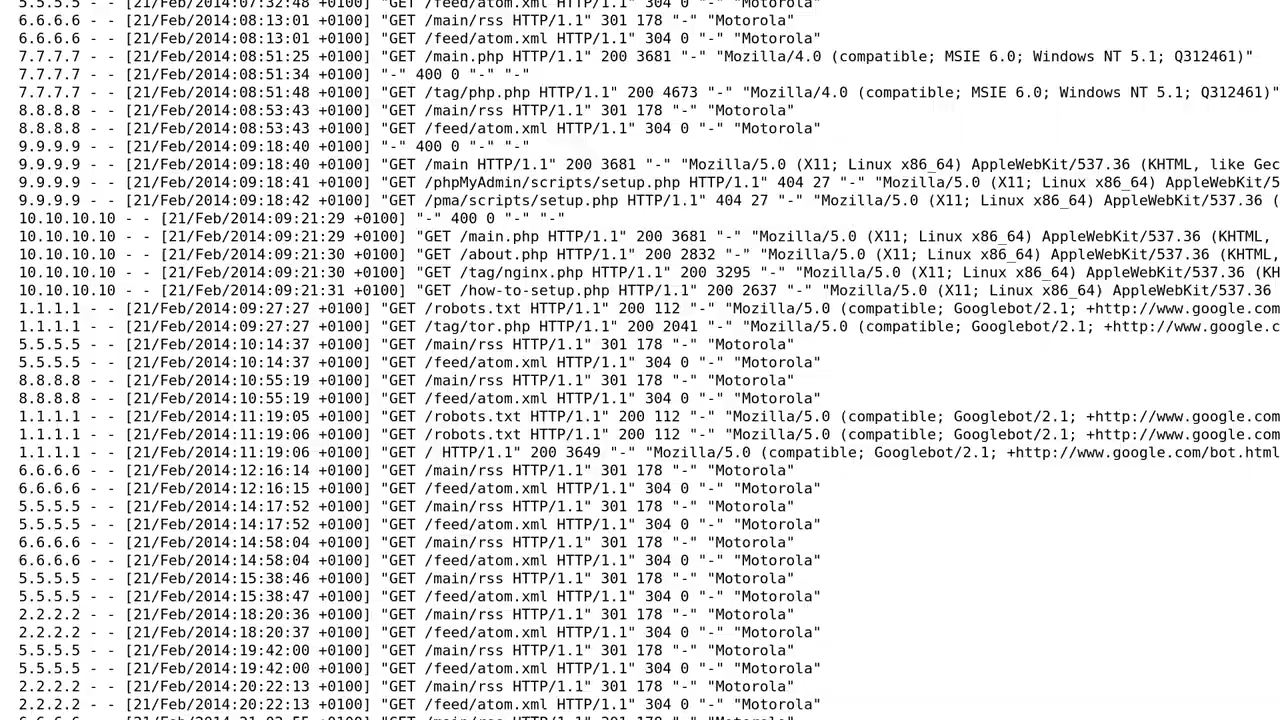 5.5.5.5 - - [21/Feb/2014:07:32:48 +0100] "GET /feed/atom.xml HTTP/1.1" 304 0 "-" "Motorola"
5.5.5.5 - - [21/Feb/2014:08:13:01 +0100] "GET /main/rss HTTP/1.1" 301 178 "-" "Motorola"
6.6.6.6 - - [21/Feb/2014:08:13:01 +0100] "GET /feed/atom.xml HTTP/1.1" 304 0 "-" "Motorola"
7.7.7.7 - - [21/Feb/2014:08:51:25 +0100] "GET /main.php HTTP/1.1" 200 3681 "-" "Mozilla/4.0 (compatible; MSIE 6.0; Windows NT 5.1; Q312461)"
7.7.7.7 - - [21/Feb/2014:08:51:34 +0100] "-" 400 0 "-" "-"
7.7.7.7 - - [21/Feb/2014:08:51:48 +0100] "GET /tag/php.php HTTP/1.1" 200 4673 "-" "Mozilla/4.0 (compatible; MSIE 6.0; Windows NT 5.1; Q312461)"
8.8.8.8 - - [21/Feb/2014:08:53:43 +0100] "GET /main/rss HTTP/1.1" 301 178 "-" "Motorola"
8.8.8.8 - - [21/Feb/2014:08:53:43 +0100] "GET /feed/atom.xml HTTP/1.1" 304 0 "-" "Motorola"
9.9.9.9 - - [21/Feb/2014:09:18:40 +0100] "-" 400 0 "-" "-"
9.9.9.9 - - [21/Feb/2014:09:18:40 +0100] "GET /main HTTP/1.1" 200 3681 "-" "Mozilla/5.0 (X11; Linux x86_64) AppleWebKit/537.36 (KHTML, like Gec
9.9.9.9 - - [21/Feb/2014:09:18:41 +0100] "GET /phpMyAdmin/scripts/setup.php HTTP/1.1" 404 27 "-" "Mozilla/5.0 (X11; Linux x86_64) AppleWebKit/5
9.9.9.9 - - [21/Feb/2014:09:18:42 +0100] "GET /pma/scripts/setup.php HTTP/1.1" 404 27 "-" "Mozilla/5.0 (X11; Linux x86_64) AppleWebKit/537.36 (
10.10.10.10 - - [21/Feb/2014:09:21:29 +0100] "-" 400 0 "-" "-"
10.10.10.10 - - [21/Feb/2014:09:21:29 +0100] "GET /main.php HTTP/1.1" 200 3681 "-" "Mozilla/5.0 (X11; Linux x86_64) AppleWebKit/537.36 (KHTML,
10.10.10.10 - - [21/Feb/2014:09:21:30 +0100] "GET /about.php HTTP/1.1" 200 2832 "-" "Mozilla/5.0 (X11; Linux x86_64) AppleWebKit/537.36 (KHTML,
10.10.10.10 - - [21/Feb/2014:09:21:30 +0100] "GET /tag/nginx.php HTTP/1.1" 200 3295 "-" "Mozilla/5.0 (X11; Linux x86_64) AppleWebKit/537.36 (KH
10.10.10.10 - - [21/Feb/2014:09:21:31 +0100] "GET /how-to-setup.php HTTP/1.1" 200 2637 "-" "Mozilla/5.0 (X11; Linux x86_64) AppleWebKit/537.36
1.1.1.1 - - [21/Feb/2014:09:27:27 +0100] "GET /robots.txt HTTP/1.1" 200 112 "-" "Mozilla/5.0 (compatible; Googlebot/2.1; +http://www.google.com
1.1.1.1 - - [21/Feb/2014:09:27:27 +0100] "GET /tag/tor.php HTTP/1.1" 200 2041 "-" "Mozilla/5.0 (compatible; Googlebot/2.1; +http://www.google.c
5.5.5.5 - - [21/Feb/2014:10:14:37 +0100] "GET /main/rss HTTP/1.1" 301 178 "-" "Motorola"
5.5.5.5 - - [21/Feb/2014:10:14:37 +0100] "GET /feed/atom.xml HTTP/1.1" 304 0 "-" "Motorola"
8.8.8.8 - - [21/Feb/2014:10:55:19 +0100] "GET /main/rss HTTP/1.1" 301 178 "-" "Motorola"
8.8.8.8 - - [21/Feb/2014:10:55:19 +0100] "GET /feed/atom.xml HTTP/1.1" 304 0 "-" "Motorola"
1.1.1.1 - - [21/Feb/2014:11:19:05 +0100] "GET /robots.txt HTTP/1.1" 200 112 "-" "Mozilla/5.0 (compatible; Googlebot/2.1; +http://www.google.com
1.1.1.1 - - [21/Feb/2014:11:19:06 +0100] "GET /robots.txt HTTP/1.1" 200 112 "-" "Mozilla/5.0 (compatible; Googlebot/2.1; +http://www.google.com
1.1.1.1 - - [21/Feb/2014:11:19:06 +0100] "GET / HTTP/1.1" 200 3649 "-" "Mozilla/5.0 (compatible; Googlebot/2.1; +http://www.google.com/bot.html
6.6.6.6 - - [21/Feb/2014:12:16:14 +0100] "GET /main/rss HTTP/1.1" 301 178 "-" "Motorola"
6.6.6.6 - - [21/Feb/2014:12:16:15 +0100] "GET /feed/atom.xml HTTP/1.1" 304 0 "-" "Motorola"
5.5.5.5 - - [21/Feb/2014:14:17:52 +0100] "GET /main/rss HTTP/1.1" 301 178 "-" "Motorola"
5.5.5.5 - - [21/Feb/2014:14:17:52 +0100] "GET /feed/atom.xml HTTP/1.1" 304 0 "-" "Motorola"
6.6.6.6 - - [21/Feb/2014:14:58:04 +0100] "GET /main/rss HTTP/1.1" 301 178 "-" "Motorola"
6.6.6.6 - - [21/Feb/2014:14:58:04 +0100] "GET /feed/atom.xml HTTP/1.1" 304 0 "-" "Motorola"
5.5.5.5 - - [21/Feb/2014:15:38:46 +0100] "GET /main/rss HTTP/1.1" 301 178 "-" "Motorola"
5.5.5.5 - - [21/Feb/2014:15:38:47 +0100] "GET /feed/atom.xml HTTP/1.1" 304 0 "-" "Motorola"
2.2.2.2 - - [21/Feb/2014:18:20:36 +0100] "GET /main/rss HTTP/1.1" 301 178 "-" "Motorola"
2.2.2.2 - - [21/Feb/2014:18:20:37 +0100] "GET /feed/atom.xml HTTP/1.1" 304 0 "-" "Motorola"
5.5.5.5 - - [21/Feb/2014:19:42:00 +0100] "GET /main/rss HTTP/1.1" 301 178 "-" "Motorola"
5.5.5.5 - - [21/Feb/2014:19:42:00 +0100] "GET /feed/atom.xml HTTP/1.1" 304 0 "-" "Motorola"
2.2.2.2 - - [21/Feb/2014:20:22:13 +0100] "GET /main/rss HTTP/1.1" 301 178 "-" "Motorola"
2.2.2.2 - - [21/Feb/2014:20:22:13 +0100] "GET /feed/atom.xml HTTP/1.1" 304 0 "-" "Motorola"